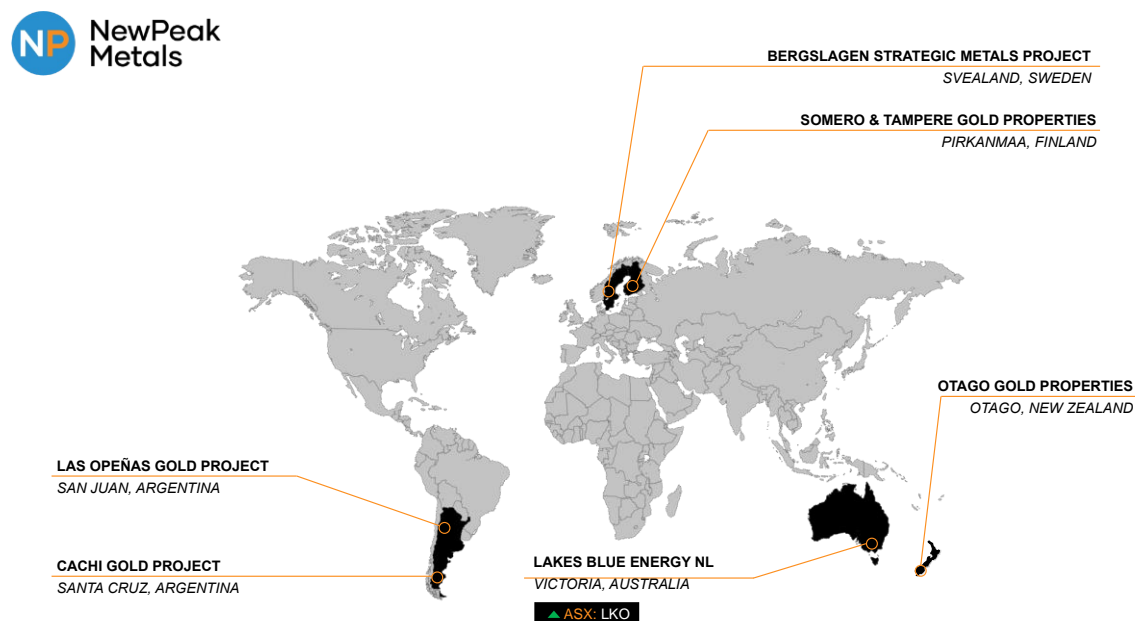 NP NewPeak
Metals
BERGSLAGEN STRATEGIC METALS PROJECT
SVEALAND, SWEDEN
SOMERO & TAMPERE GOLD PROPERTIES
PIRKANMAA, FINLAND
OTAGO GOLD PROPERTIES
OTAGO, NEW ZEALAND
LAS OPEÑAS GOLD PROJECT
SAN JUAN, ARGENTINA
CACHI GOLD PROJECT
SANTA CRUZ, ARGENTINA
LAKES BLUE ENERGY NL
VICTORIA, AUSTRALIA
ASX: LKO